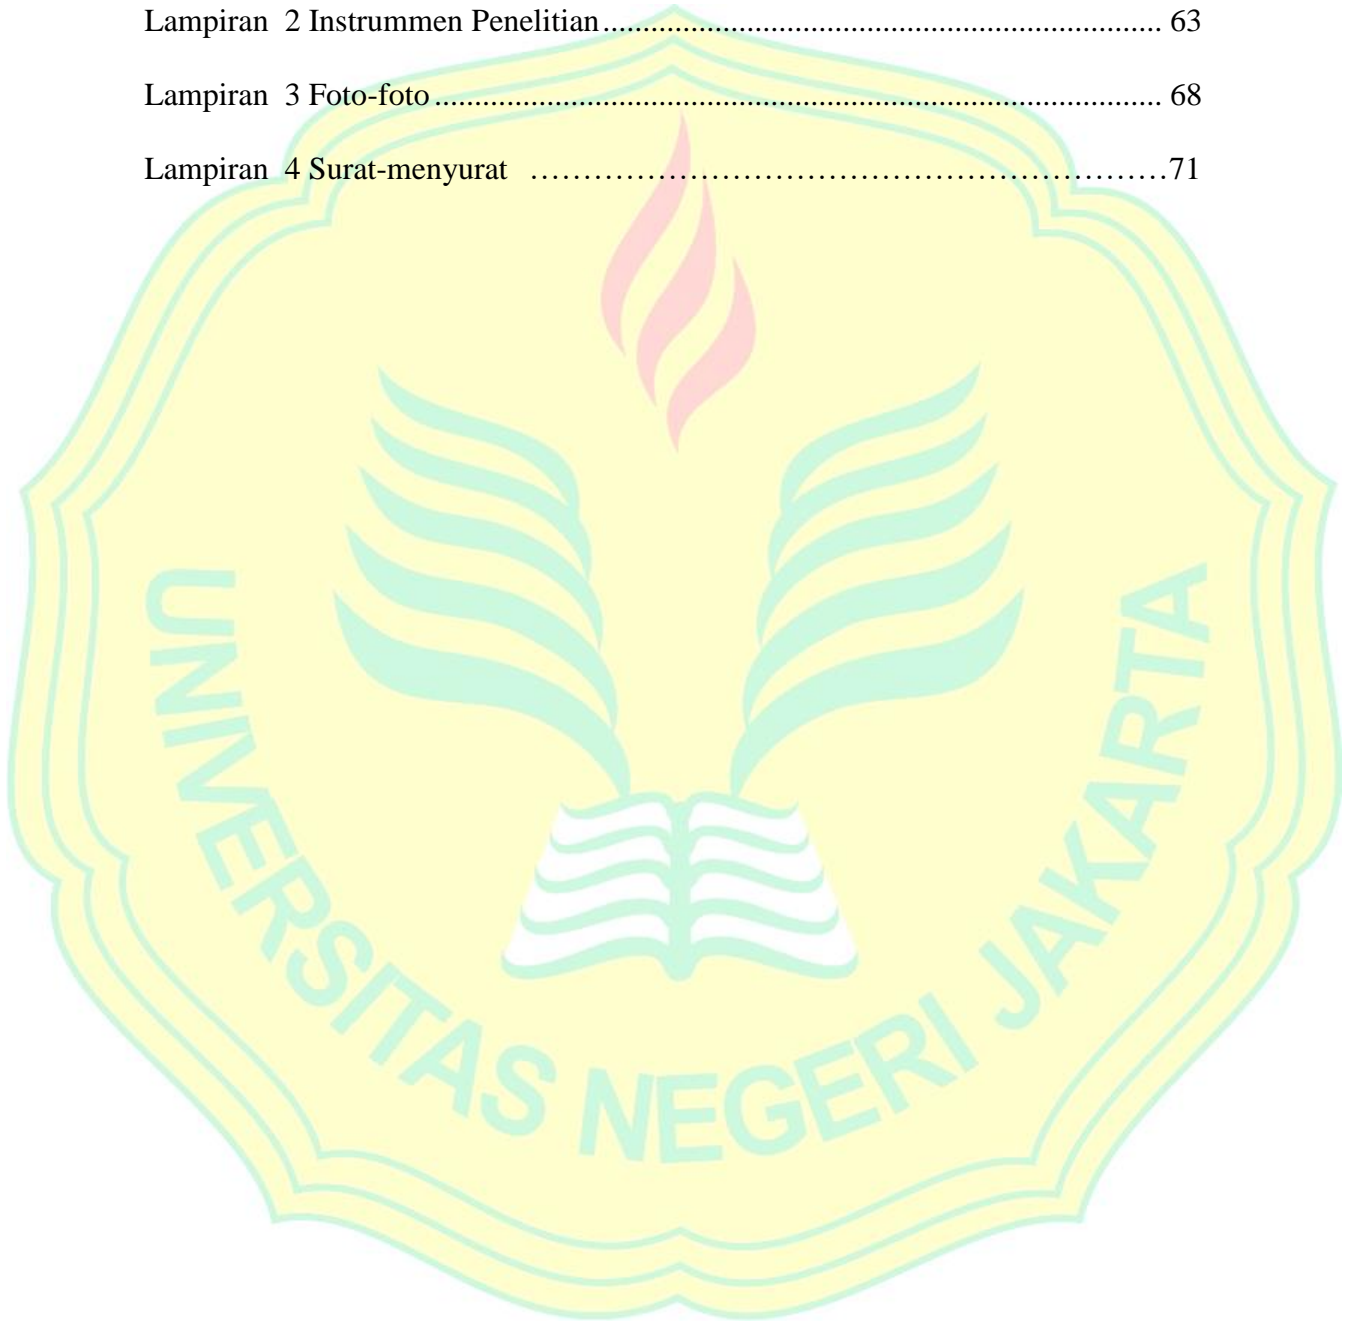 Lampiran  2 Instrummen Penelitian.................................................................... 63
Lampiran  3 Foto-foto ........................................................................................ 68
Lampiran  4 Surat-menyurat  ………………………………………………………71
UNIVERSITAS NEGERI JAKARTA